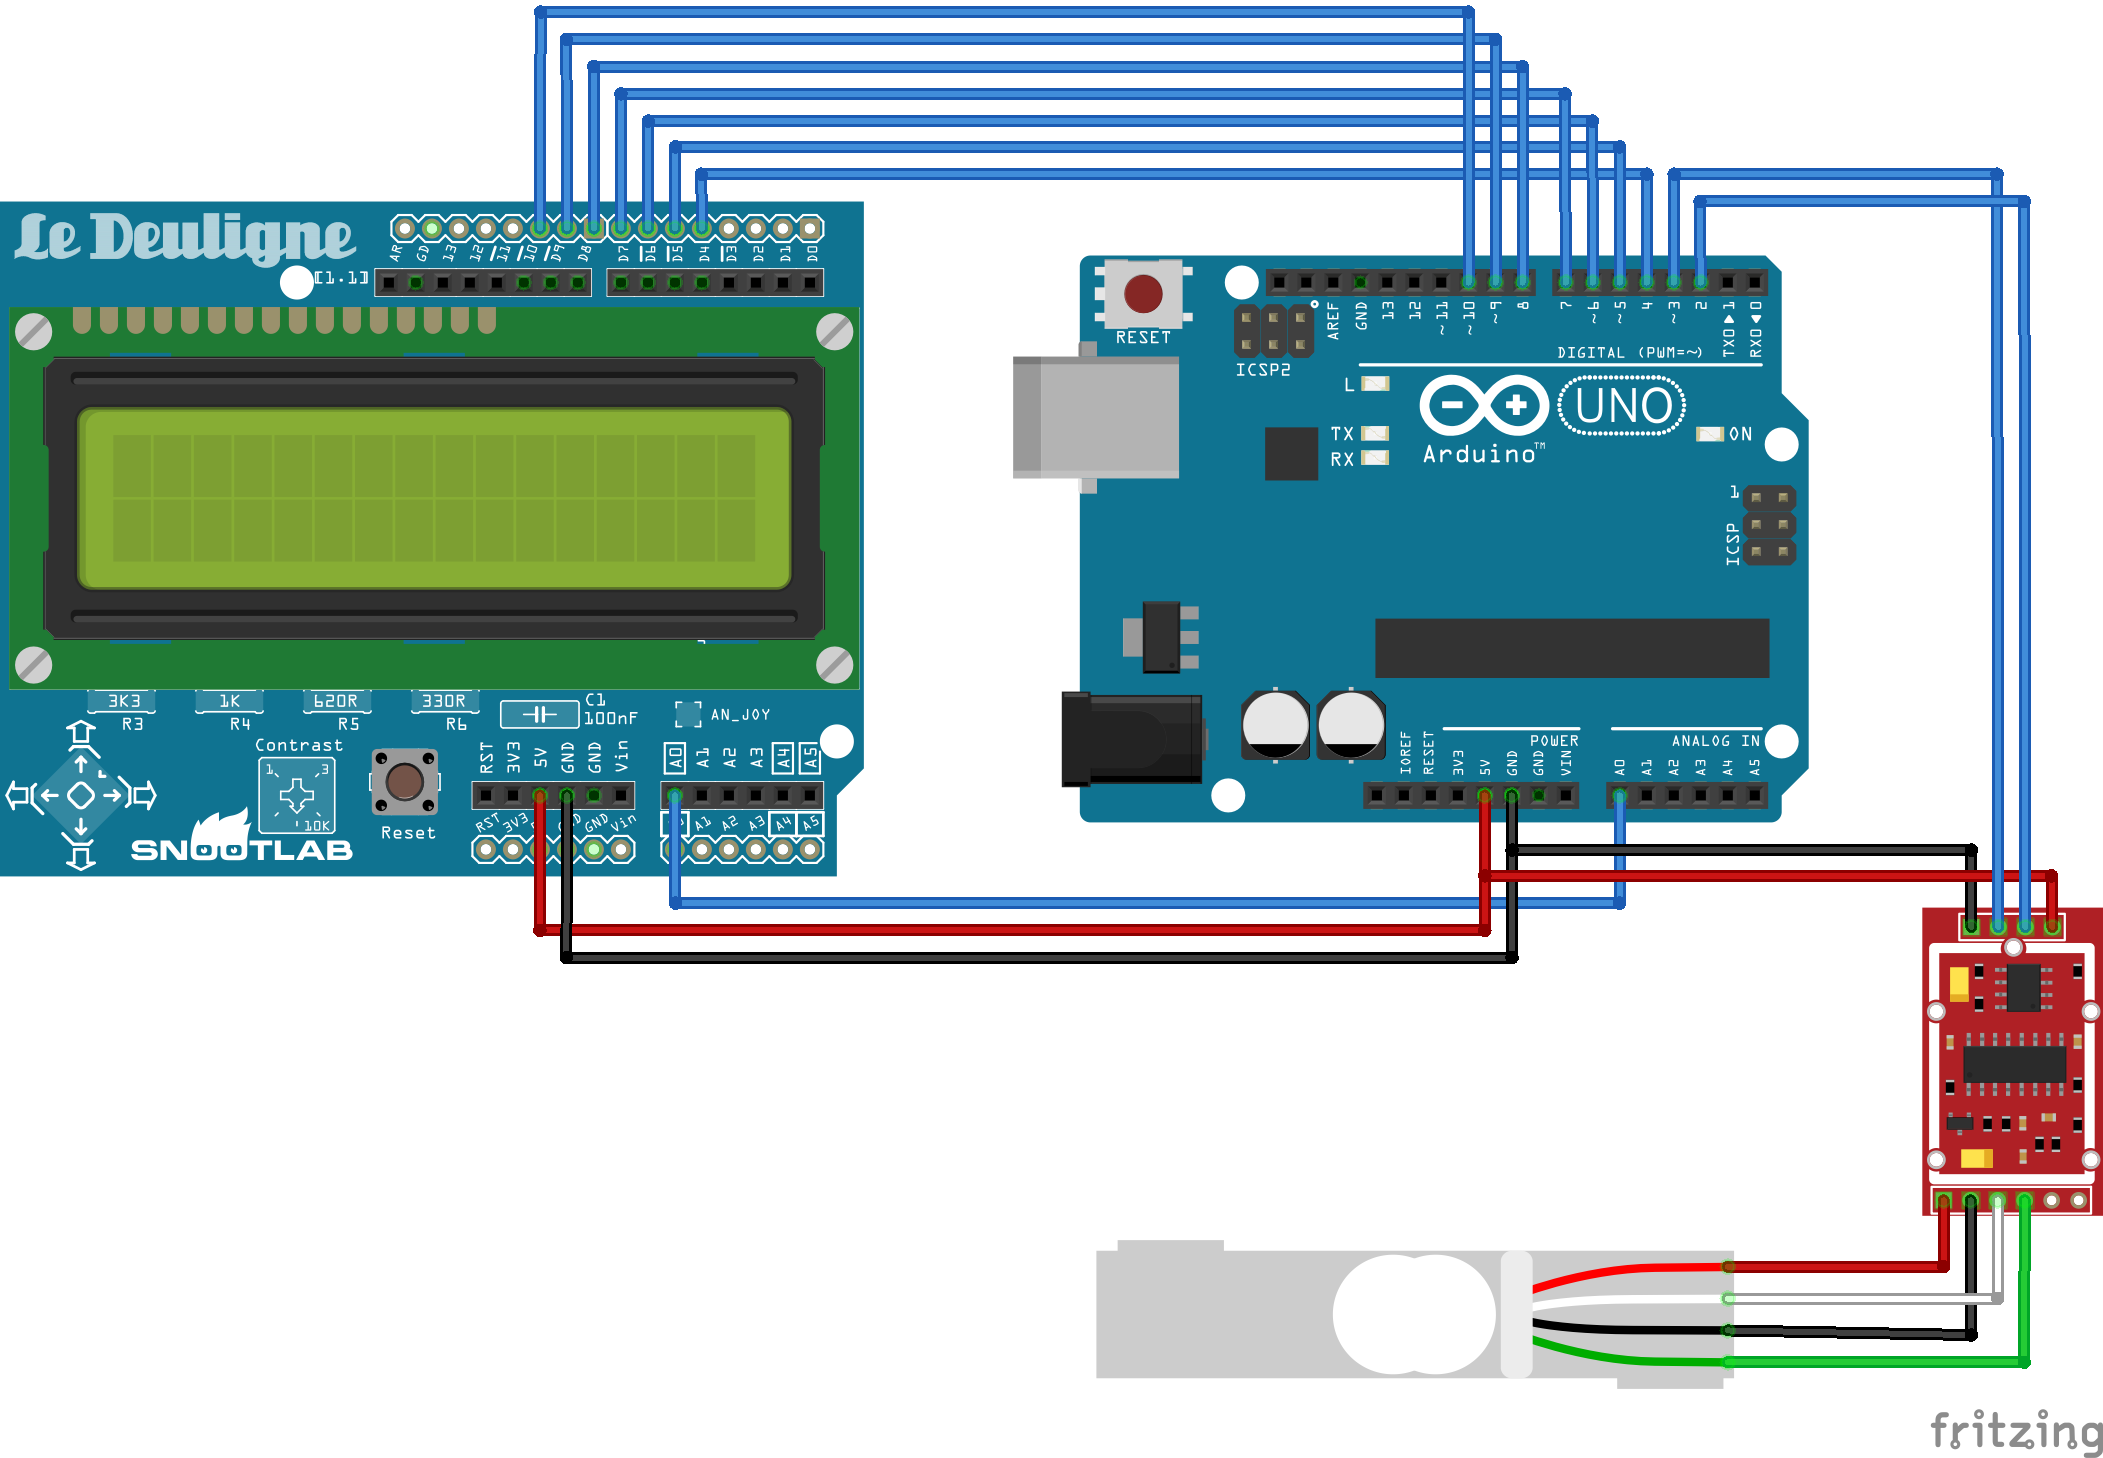 Le Deuligne
[1.1]
AR
GD
13
12
11
10
D9
D8
D7
D6
D5
D4
D3
D2
D1
D0
3K3
1K
620R
330R
R3
R4
R5
R6
C1
100nF
AN_JOY
Contrast
1
3
10K
Reset
SNOOTLAB
RST
3V3
5V
GND
GND
Vin
A0
A1
A2
A3
A4
A5
RST
3V3
GND
Vin
A1
A2
A3
A4
A5
RESET
ICSP2
AREF
GND
13
12
~11
~10
~9
8
7
~6
~5
4
~3
2
TX0▶1
RX0◀0
DIGITAL (PWM=~)
L
TX
RX
UNO
Arduino™
ON
1
ICSP
POWER
ANALOG IN
IOREF
RESET
3V3
5V
GND
GND
VIN
A0
A1
A2
A3
A4
A5
fritzing